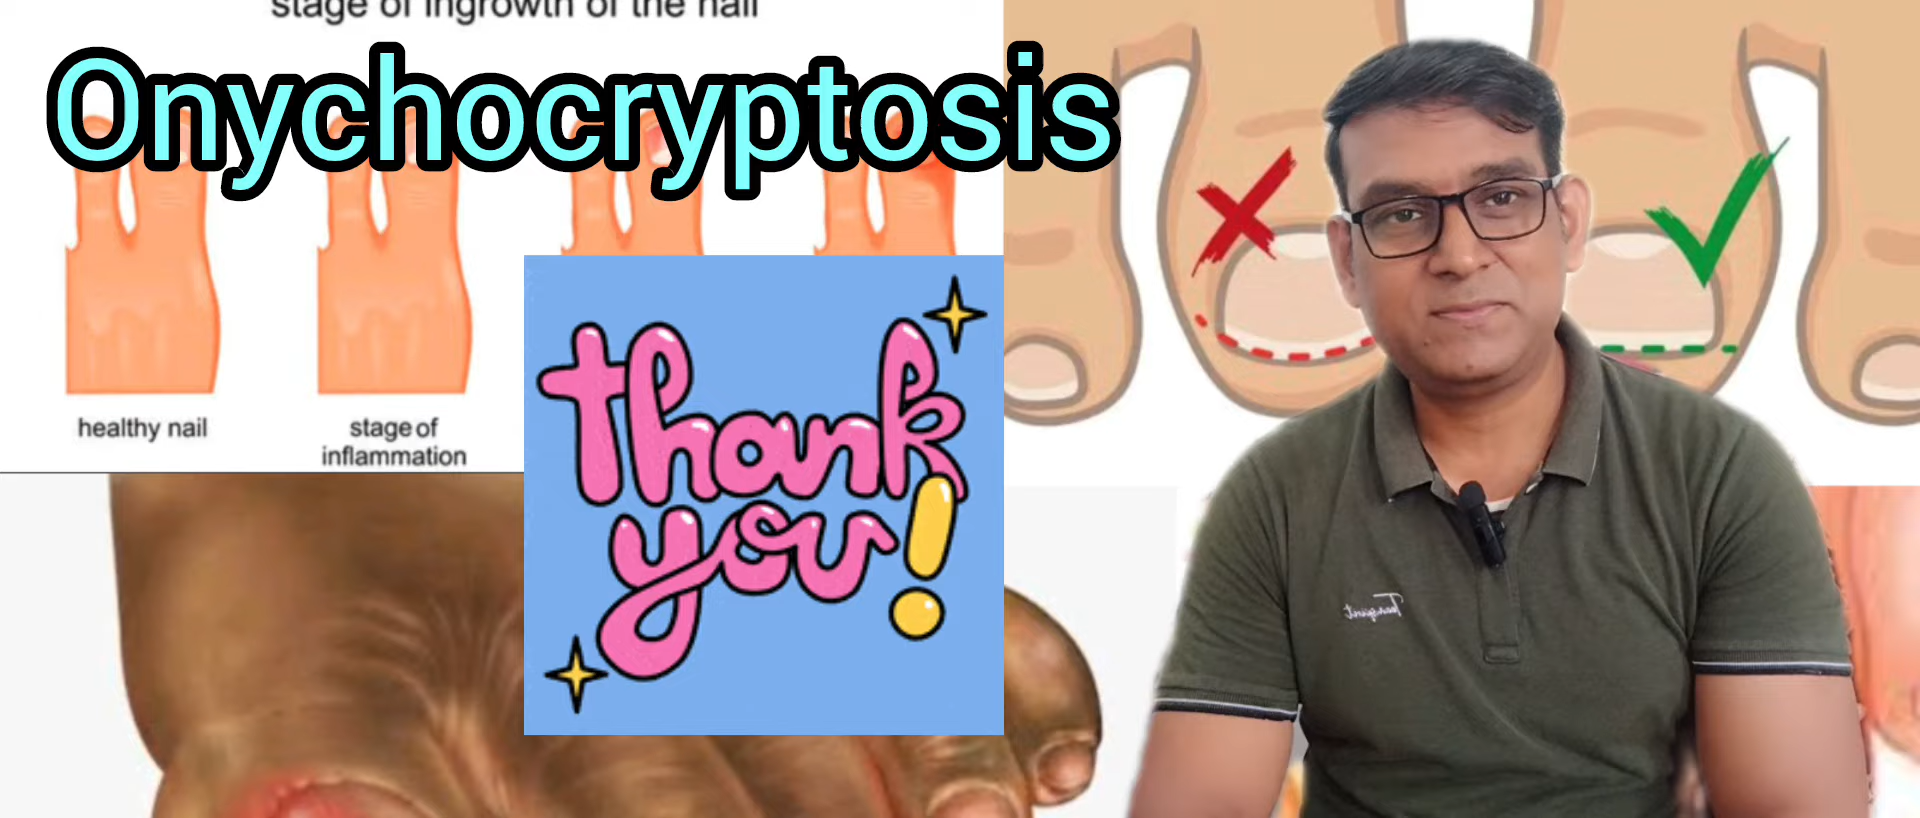 stage of ingrowth of the nail
Onychocryptosis
healthy nail
stage of
inflammation
thank
you!